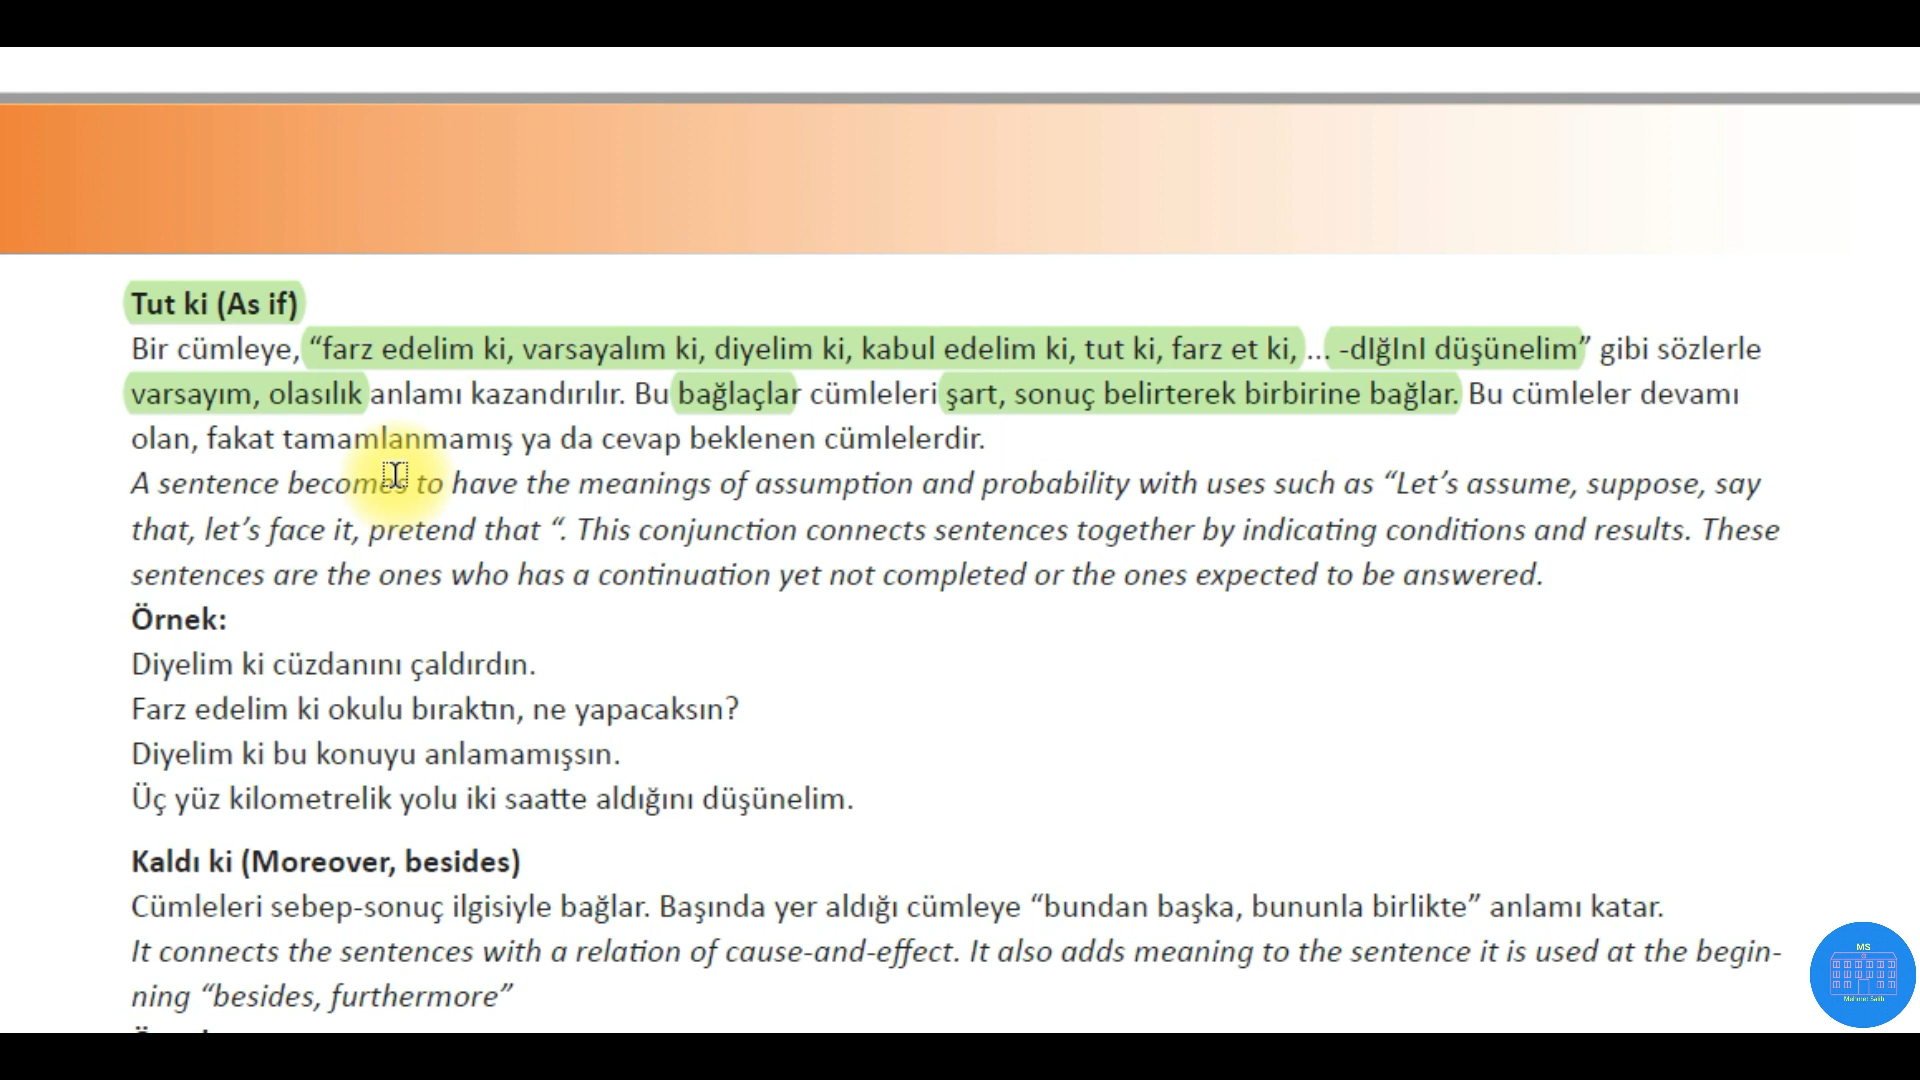 Tut ki (As if)
Bir cümleye, “farz edelim ki, varsayalım ki, diyelim ki, kabul edelim ki, tut ki, farz et ki, ... -dIğInI düşünelim” gibi sözlerle
varsayım, olasılık anlamı kazandırılır. Bu bağlaçlar cümleleri şart, sonuç belirterek birbirine bağlar. Bu cümleler devamı
olan, fakat tamamlanmamış ya da cevap beklenen cümlelerdir.
A sentence becomes to have the meanings of assumption and probability with uses such as “Let’s assume, suppose, say
that, let’s face it, pretend that “. This conjunction connects sentences together by indicating conditions and results. These
sentences are the ones who has a continuation yet not completed or the ones expected to be answered.
Örnek:
Diyelim ki cüzdanını çaldırdın.
Farz edelim ki okulu bıraktın, ne yapacaksın?
Diyelim ki bu konuyu anlamamışsın.
Üç yüz kilometrelik yolu iki saatte aldığını düşünelim.
Kaldı ki (Moreover, besides)
Cümleleri sebep-sonuç ilgisiyle bağlar. Başında yer aldığı cümleye “bundan başka, bununla birlikte” anlamı katar.
It connects the sentences with a relation of cause-and-effect. It also adds meaning to the sentence it is used at the begin-
ning “besides, furthermore”
MS
Mehmet Salih